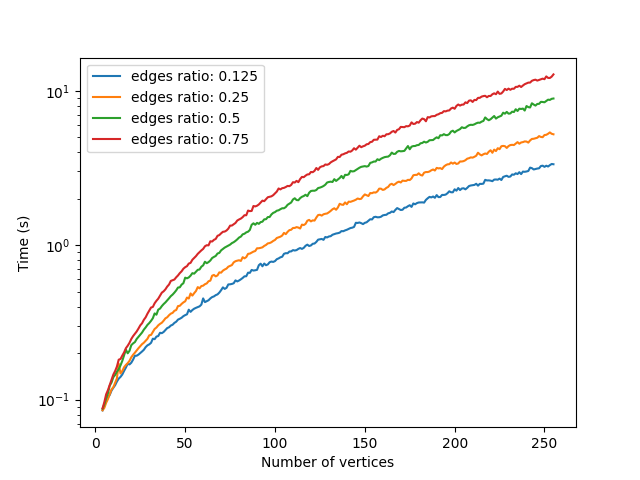 edges ratio: 0.125
edges ratio: 0.25
edges ratio: 0.5
edges ratio: 0.75
10¹
10⁰
10⁻¹
Time (s)
0 50 100 150 200 250
Number of vertices